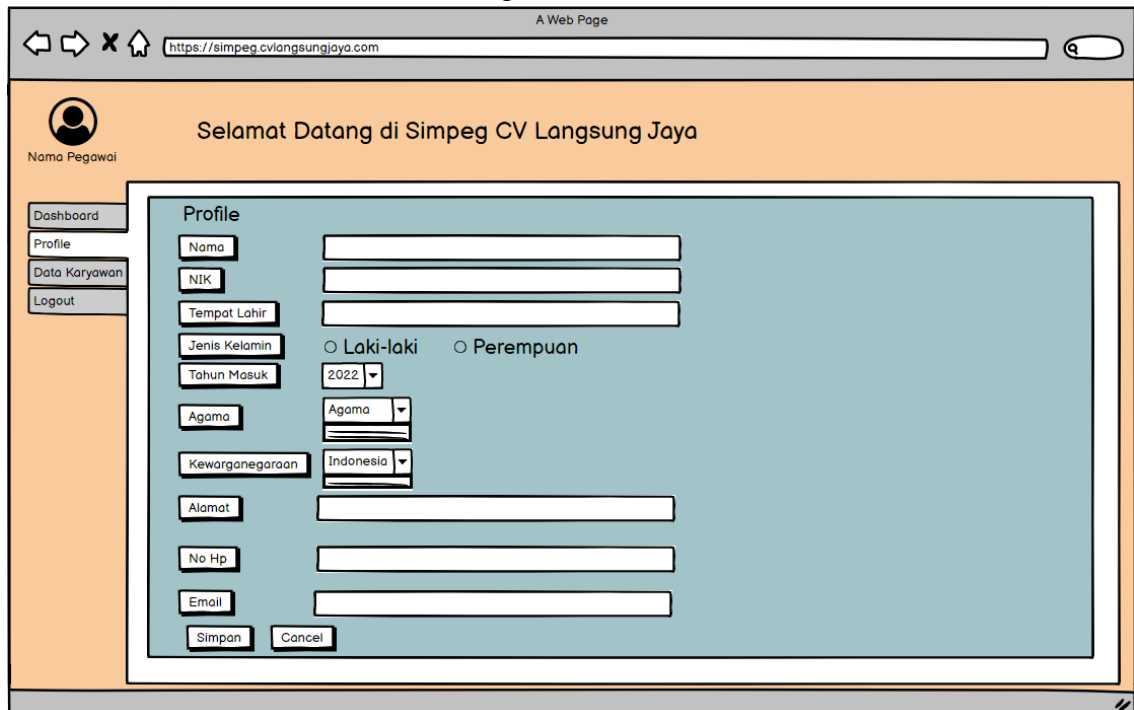 A Web Page
https://simpeg.cvlangsungjaya.com
Selamat Datang di Simpeg CV Langsung Jaya
Nama Pegawai
Dashboard
Profile
Data Karyawan
Logout
Profile
Nama
NIK
Tempat Lahir
Jenis Kelamin Laki-laki Perempuan
Tahun Masuk 2022
Agama Agama
Kewarganegaraan Indonesia
Alamat
No Hp
Email
Simpan Cancel